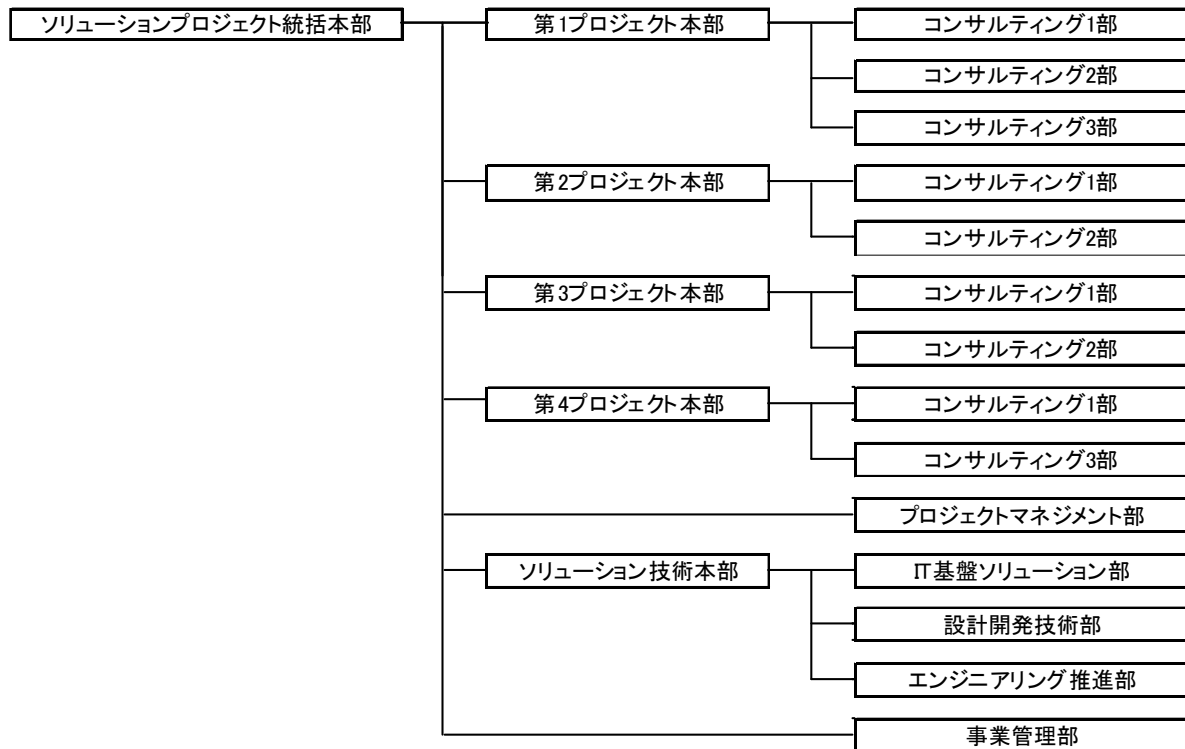 ソリューションプロジェクト統括本部
第1プロジェクト本部
コンサルティング1部
コンサルティング2部
コンサルティング3部
第2プロジェクト本部
コンサルティング1部
コンサルティング2部
第3プロジェクト本部
コンサルティング1部
コンサルティング2部
第4プロジェクト本部
コンサルティング1部
コンサルティング3部
プロジェクトマネジメント部
ソリューション技術本部
IT基盤ソリューション部
設計開発技術部
エンジニアリング推進部
事業管理部